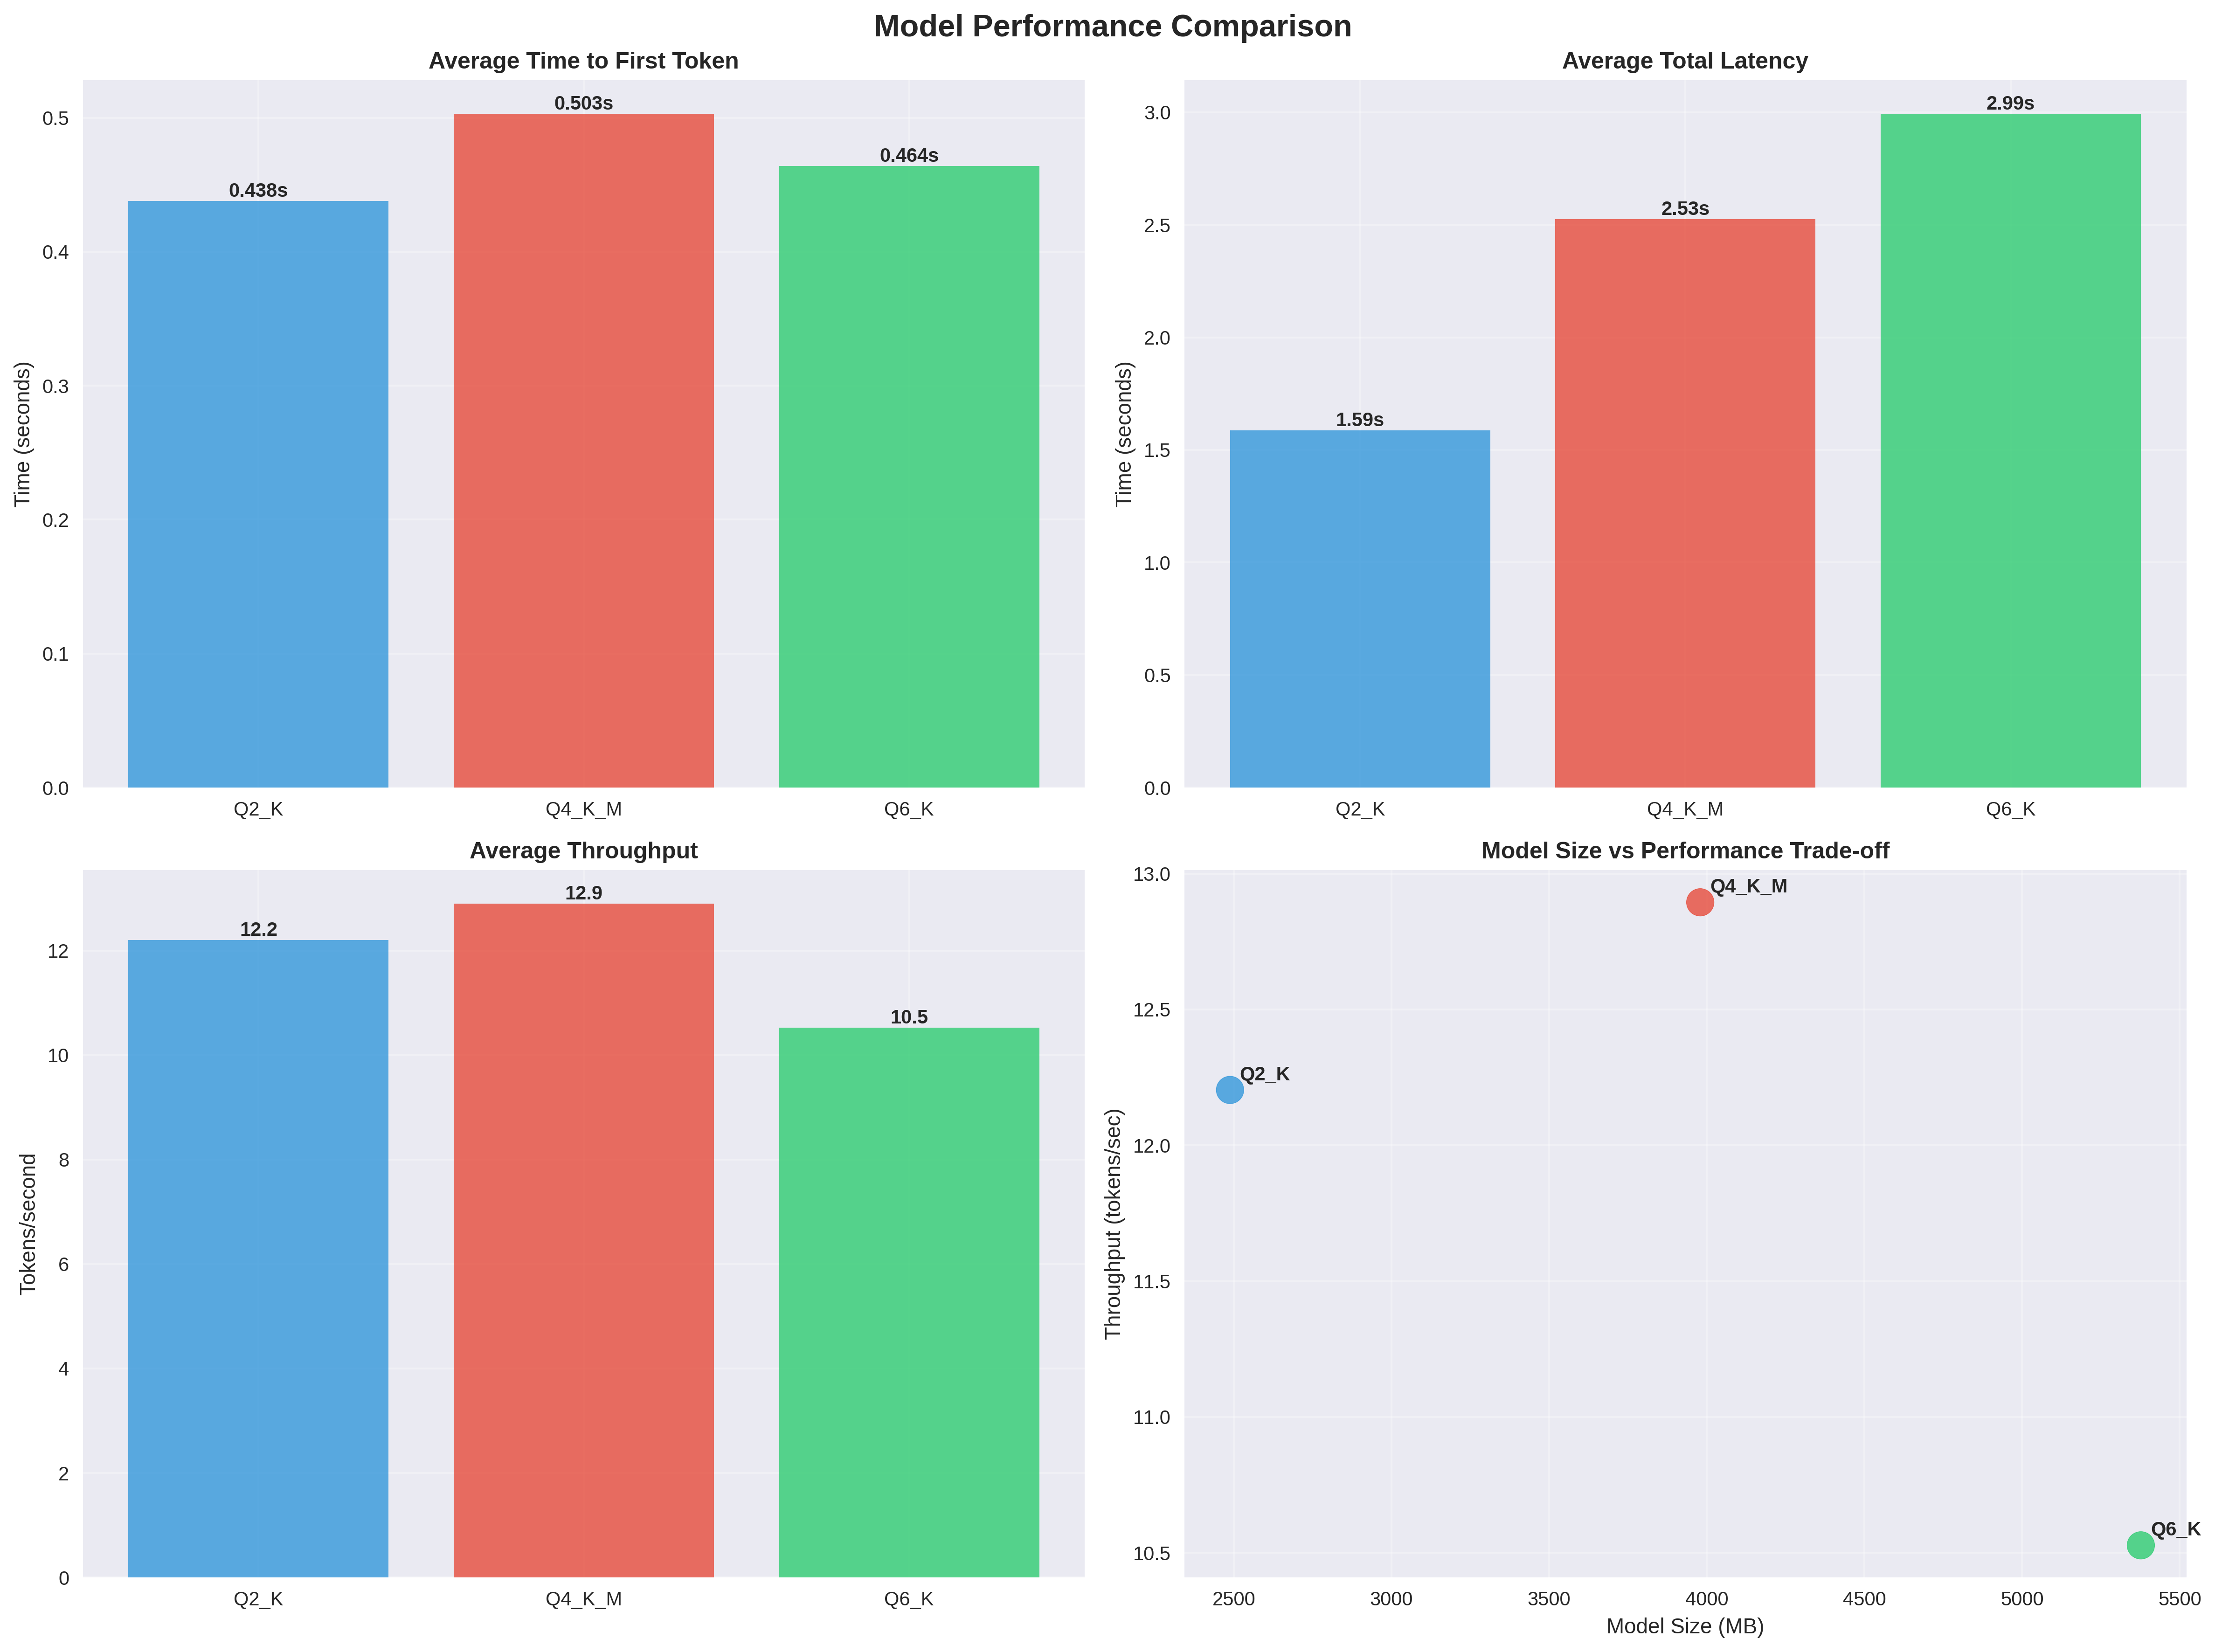 Model Performance Comparison
Average Time to First Token
Time (seconds)
0.5
0.4
0.3
0.2
0.1
0.0
0.438s
0.503s
0.464s
Q2_K
Q4_K_M
Q6_K
Average Total Latency
Time (seconds)
3.0
2.5
2.0
1.5
1.0
0.5
0.0
1.59s
2.53s
2.99s
Q2_K
Q4_K_M
Q6_K
Average Throughput
Tokens/second
12
10
8
6
4
2
0
12.2
12.9
10.5
Q2_K
Q4_K_M
Q6_K
Model Size vs Performance Trade-off
Throughput (tokens/sec)
13.0
12.5
12.0
11.5
11.0
10.5
Q4_K_M
Q2_K
Q6_K
2500
3000
3500
4000
4500
5000
5500
Model Size (MB)